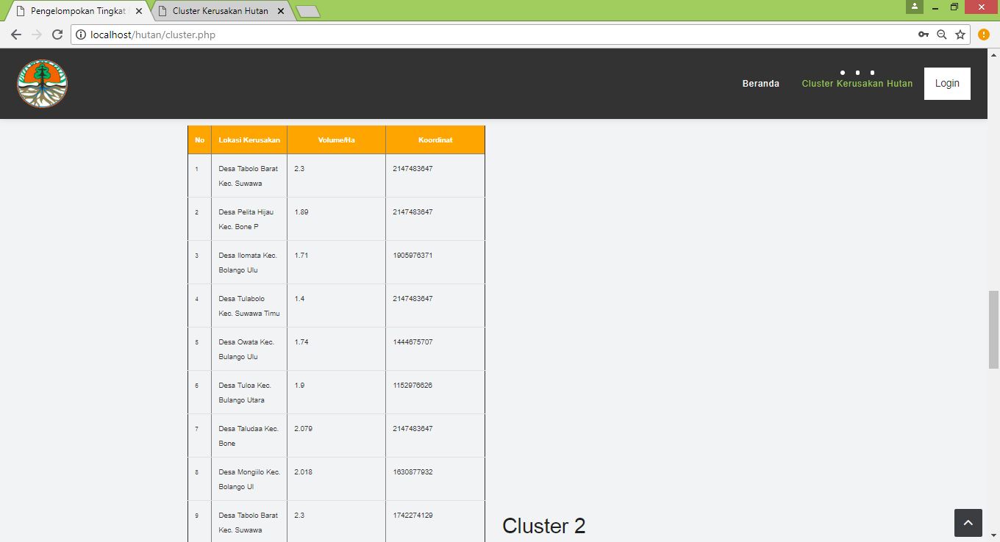 Pengelompokan Tingkat
Cluster Kerusakan Hutan
localhost/hutan/cluster.php
Beranda
Cluster Kerusakan Hutan
Login
No Lokasi Kerusakan Volume/Ha Koordinat
1 Desa Tabolo Barat 2.3 2147483647
Kec. Suwawa
2 Desa Pelita Hijau 1.89 2147483647
Kec. Bone P
3 Desa Ilomata Kec. 1.71 1905976371
Bolango Ulu
4 Desa Tulabolo 1.4 2147483647
Kec. Suwawa Timu
5 Desa Owata Kec. 1.74 1444675707
Bulango Ulu
6 Desa Tuloa Kec. 1.9 1152976626
Bulango Utara
7 Desa Taludaa Kec. 2.079 2147483647
Bone
8 Desa Mongiilo Kec. 2.018 1630877932
Bolango Ul
9 Desa Tabolo Barat 2.3 1742274129
Kec. Suwawa
Cluster 2